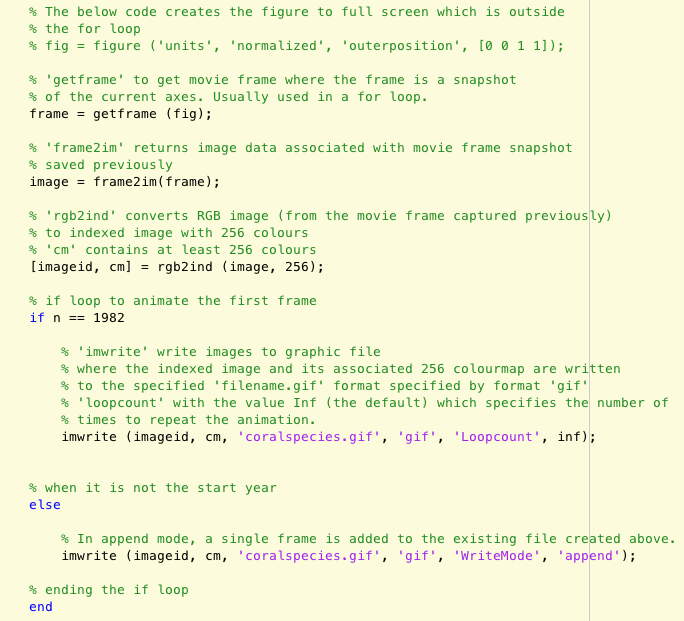 % The below code creates the figure to full screen which is outside
% the for loop
% fig = figure ('units', 'normalized', 'outerposition', [0 0 1 1]);
% 'getframe' to get movie frame where the frame is a snapshot
% of the current axes. Usually used in a for loop.
frame = getframe (fig);
% 'frame2im' returns image data associated with movie frame snapshot
% saved previously
image = frame2im(frame);
% 'rgb2ind' converts RGB image (from the movie frame captured previously)
% to indexed image with 256 colours
% 'cm' contains at least 256 colours
[imageid, cm] = rgb2ind (image, 256);
% if loop to animate the first frame
if n == 1982
% 'imwrite' write images to graphic file
% where the indexed image and its associated 256 colourmap are written
% to the specified 'filename.gif' format specified by format 'gif'
% 'loopcount' with the value Inf (the default) which specifies the number of
% times to repeat the animation.
imwrite (imageid, cm, 'coralspecies.gif', 'gif', 'Loopcount', inf);
% when it is not the start year
else
% In append mode, a single frame is added to the existing file created above.
imwrite (imageid, cm, 'coralspecies.gif', 'gif', 'WriteMode', 'append');
% ending the if loop
end